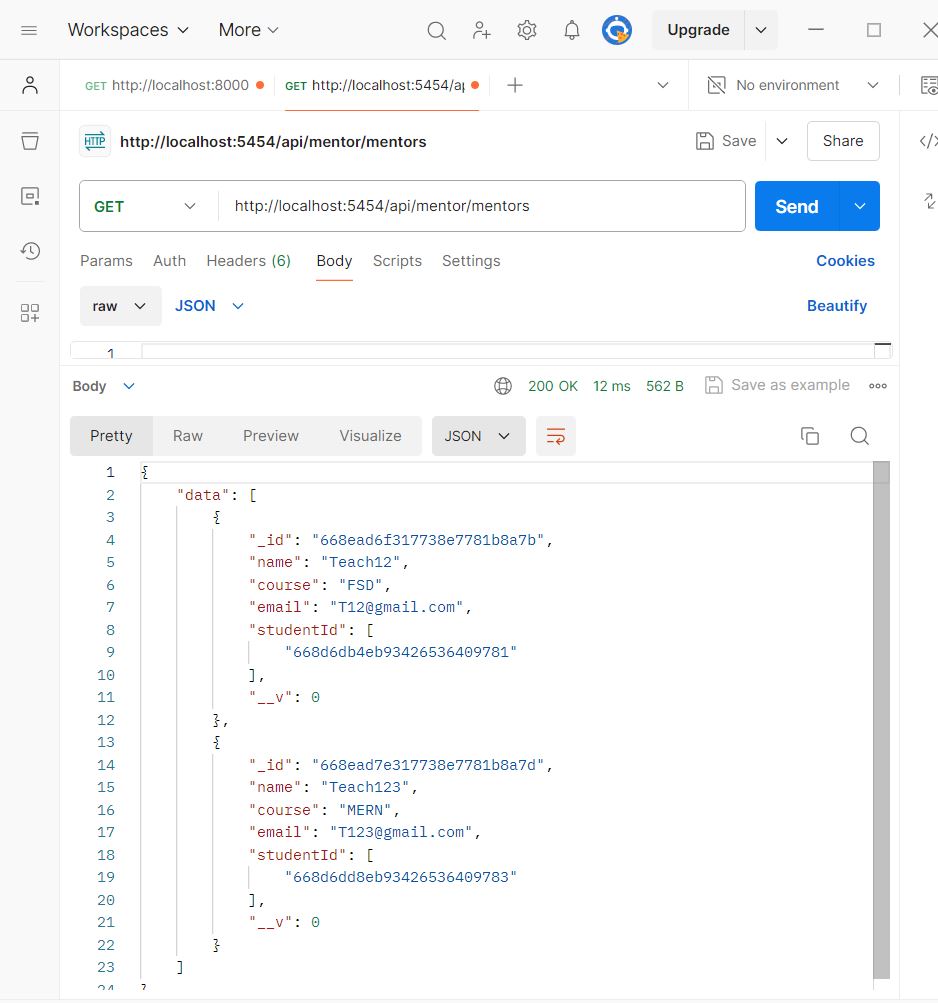 Workspaces More Upgrade
GET http://localhost:8000 GET http://localhost:5454/a No environment
HTTP http://localhost:5454/api/mentor/mentors Save Share
GET http://localhost:5454/api/mentor/mentors Send
Params Auth Headers (6) Body Scripts Settings Cookies
raw JSON Beautify
1
Body 200 OK 12 ms 562 B Save as example
Pretty Raw Preview Visualize JSON
1 {
2 "data": [
3 {
4 "_id": "668ead6f317738e7781b8a7b",
5 "name": "Teach12",
6 "course": "FSD",
7 "email": "T12@gmail.com",
8 "studentId": [
9 "668d6db4eb93426536409781"
10 ],
11 "__v": 0
12 },
13 {
14 "_id": "668ead7e317738e7781b8a7d",
15 "name": "Teach123",
16 "course": "MERN",
17 "email": "T123@gmail.com",
18 "studentId": [
19 "668d6dd8eb93426536409783"
20 ],
21 "__v": 0
22 }
23 ]
24 }